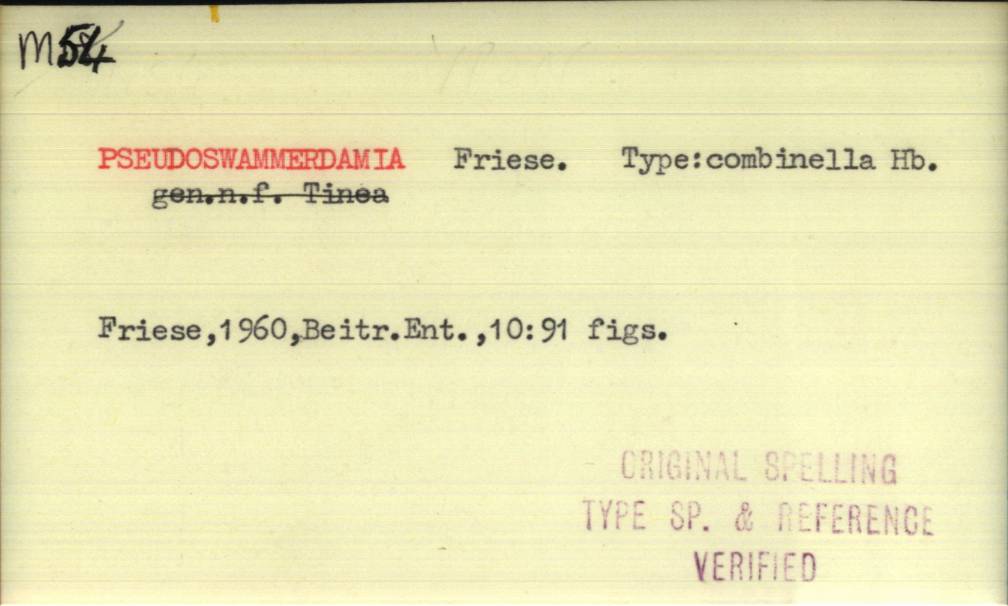 M54
PSEUDOSWAMMERDAMIA Friese. Type:combinella Hb.
gen.n.f. Tinea
Friese,1960,Beitr.Ent.,10:91 figs.
ORIGINAL SPELLING
TYPE SP. & REFERENCE
VERIFIED